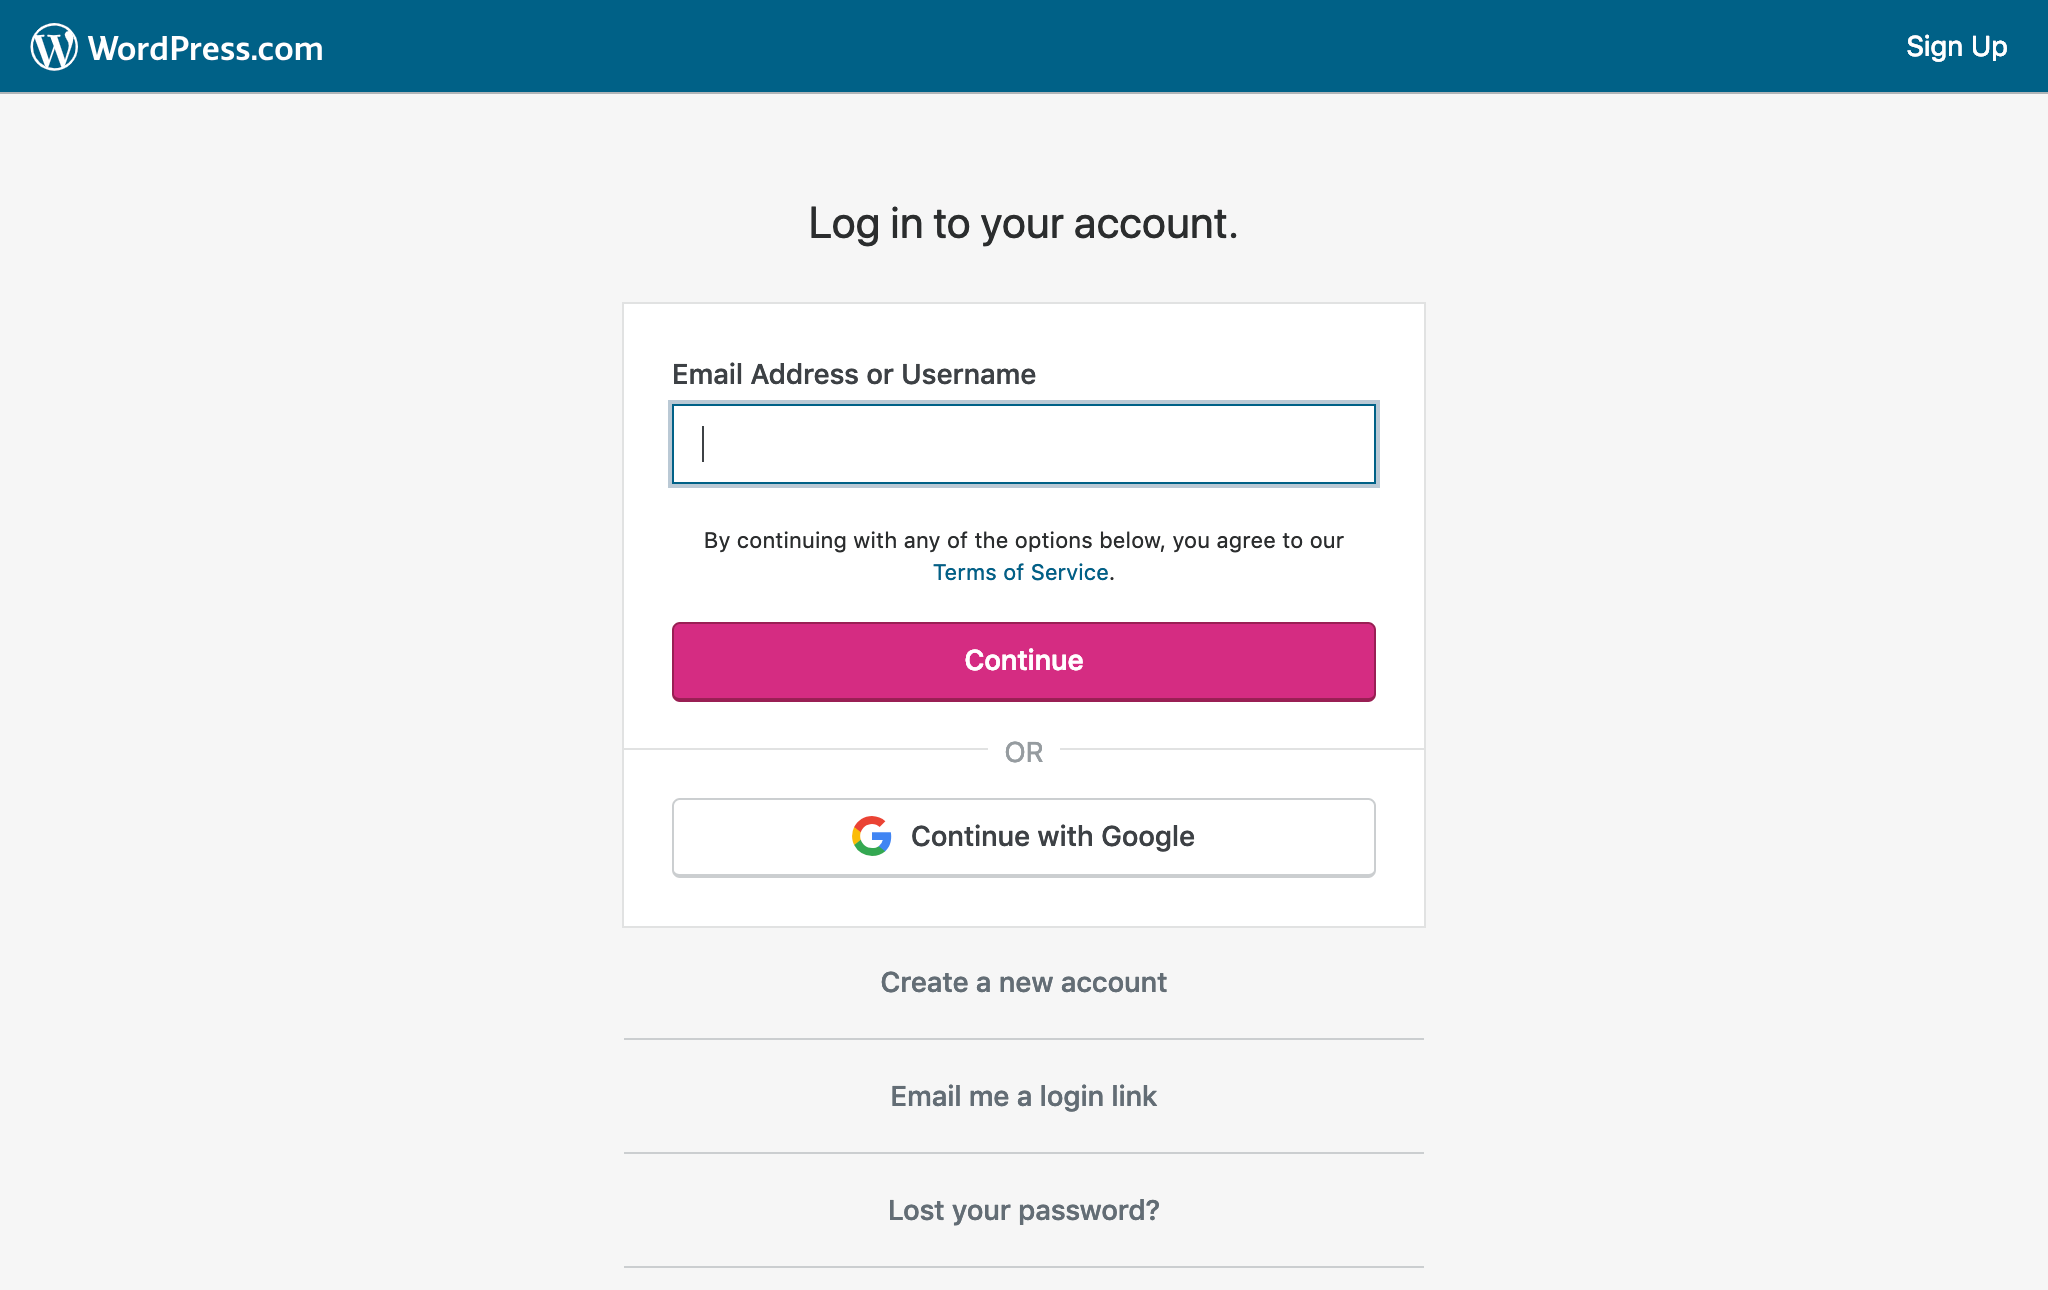 WordPress.com
Sign Up
Log in to your account.
Email Address or Username
By continuing with any of the options below, you agree to our
Terms of Service.
Continue
OR
Continue with Google
Create a new account
Email me a login link
Lost your password?